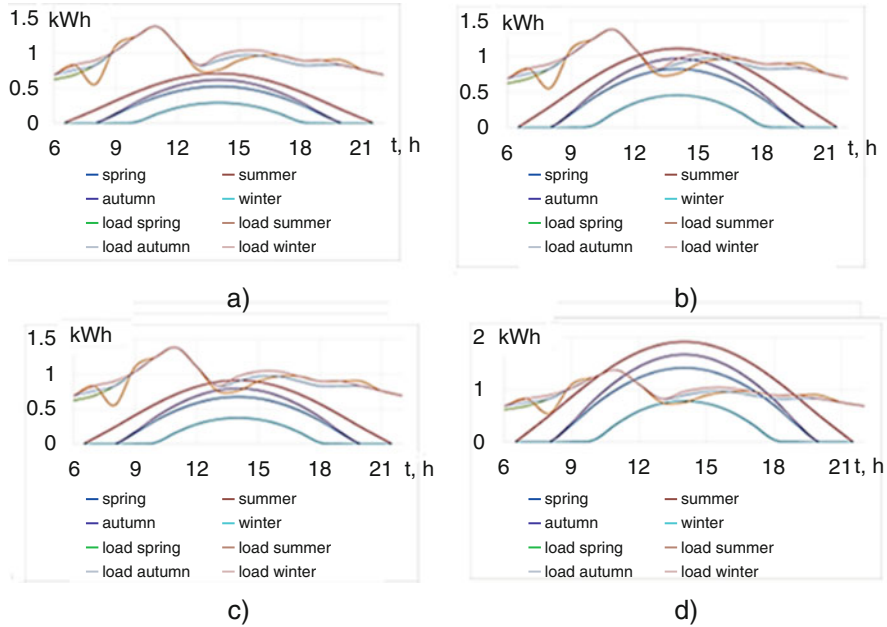 1.5 kWh
1
0.5
0
6 9 12 15 18 21 t, h
spring summer
autumn winter
load spring load summer
load autumn load winter
a)
1.5 kWh
1
0.5
0
6 9 12 15 18 21 t, h
spring summer
autumn winter
load spring load summer
load autumn load winter
b)
1.5 kWh
1
0.5
0
6 9 12 15 18 21 t, h
spring summer
autumn winter
load spring load summer
load autumn load winter
c)
2 kWh
1
0
6 9 12 15 18 21 t, h
spring summer
autumn winter
load spring load summer
load autumn load winter
d)